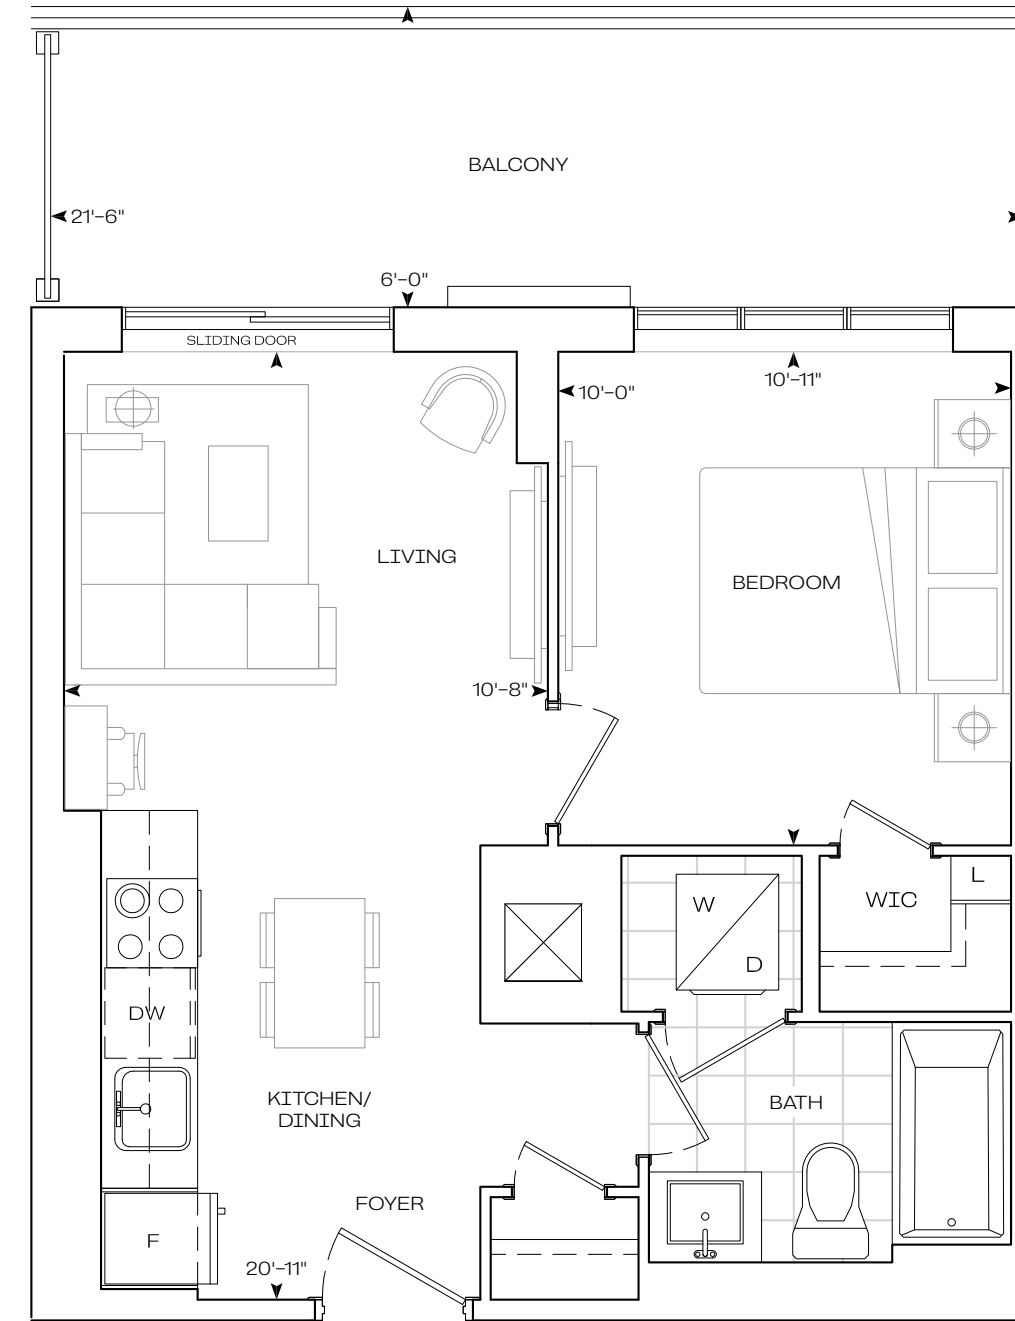 BALCONY
21'-6"
6'-0"
SLIDING DOOR
10'-0"
10'-11"
LIVING
BEDROOM
10'-8"
WIC
L
W
D
DW
KITCHEN/
DINING
BATH
FOYER
F
20'-11"